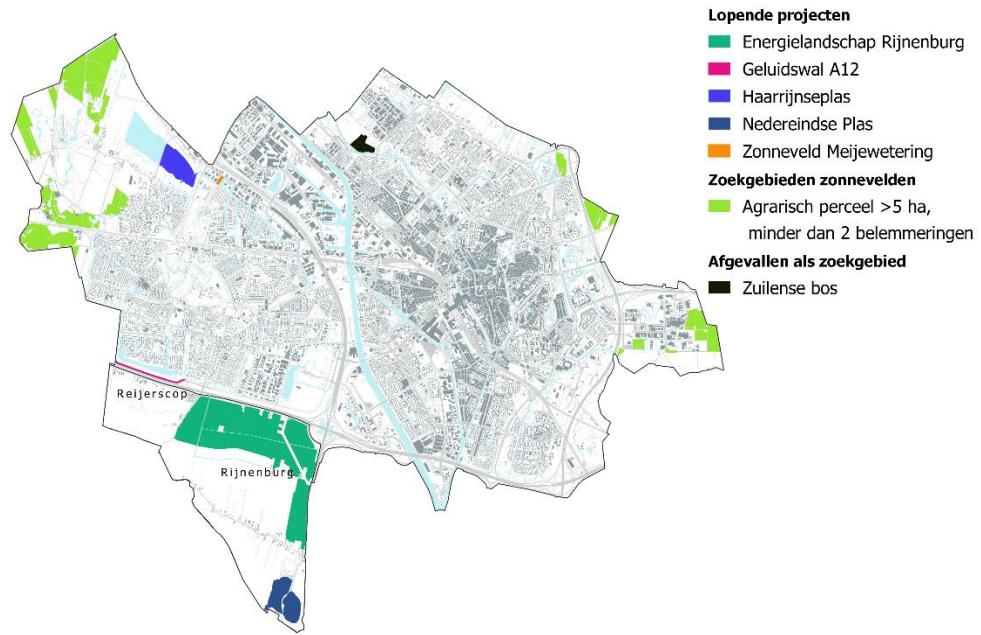 Lopende projecten
Energielandschap Rijnenburg
Geluidswal A12
Haarrijnseplas
Nedereindse Plas
Zonneveld Meijewetering
Zoekgebieden zonnevelden
Agrarisch perceel >5 ha,
minder dan 2 belemmeringen
Afgevallen als zoekgebied
Zuilense bos
Reijerscop
Rijnenburg